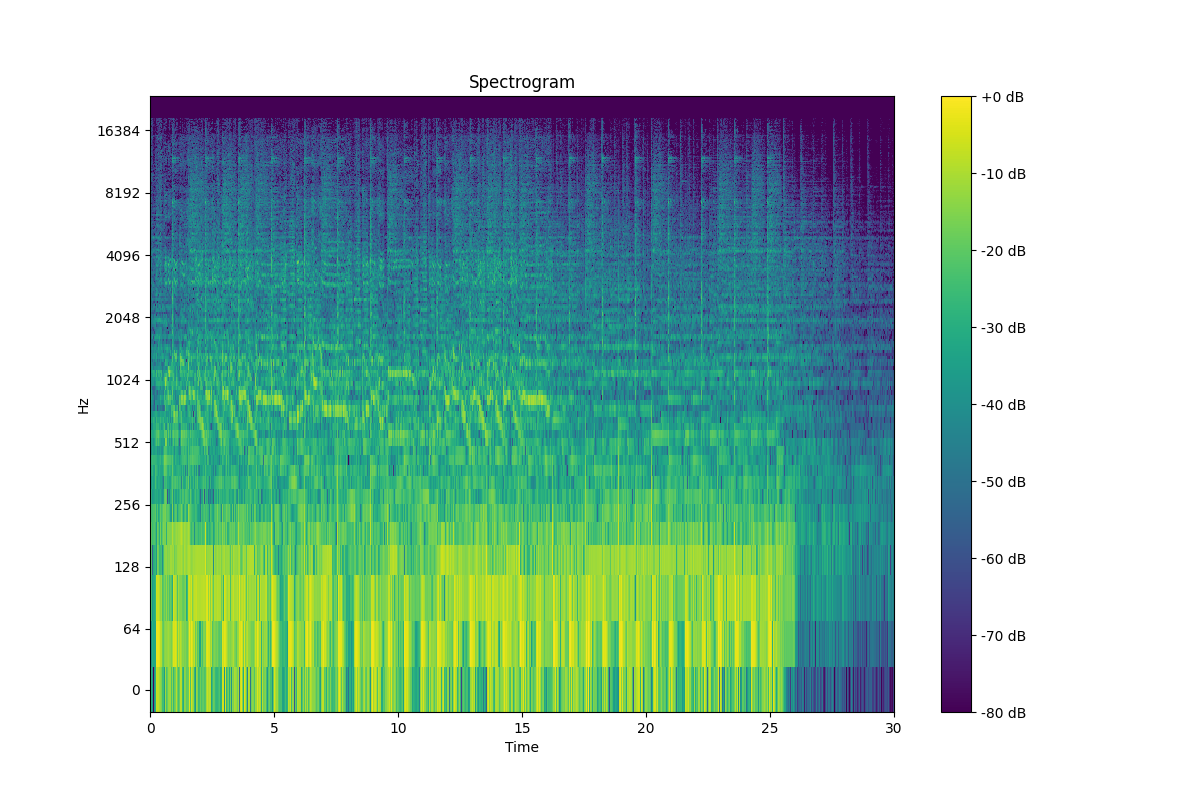 Spectrogram
Hz
16384
8192
4096
2048
1024
512
256
128
64
0
0 5 10 15 20 25 30
Time
+0 dB
-10 dB
-20 dB
-30 dB
-40 dB
-50 dB
-60 dB
-70 dB
-80 dB